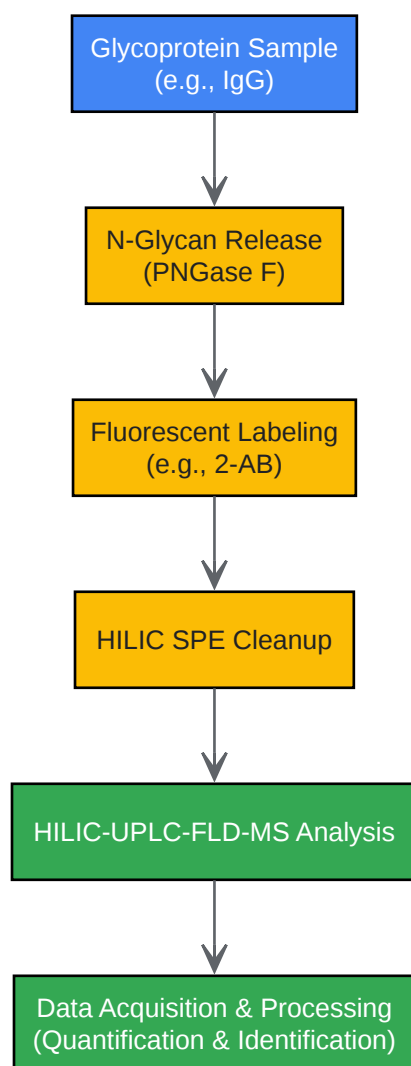 Glycoprotein Sample
(e.g., IgG)
N-Glycan Release
(PNGase F)
Fluorescent Labeling
(e.g., 2-AB)
HILIC SPE Cleanup
HILIC-UPLC-FLD-MS Analysis
Data Acquisition & Processing
(Quantification & Identification)